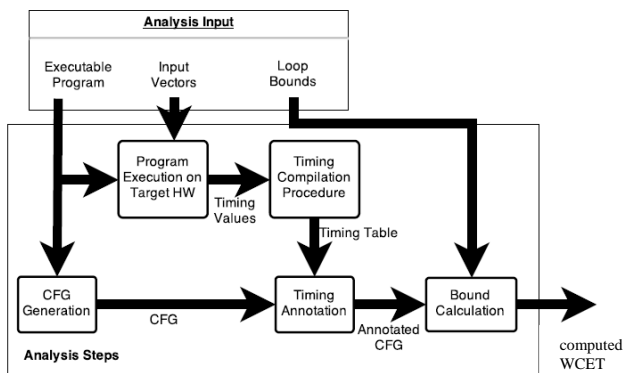 Analysis Input
Executable
Program
Input
Vectors
Loop
Bounds
Program
Execution on
Target HW
Timing
Values
Timing
Compilation
Procedure
Timing Table
CFG
Generation
CFG
Timing
Annotation
Annotated
CFG
Bound
Calculation
computed
WCET
Analysis Steps